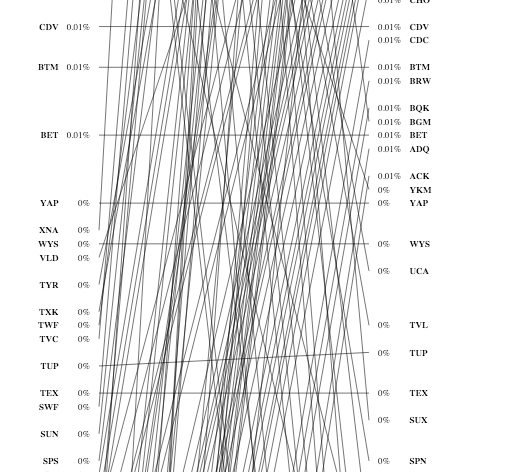 0.01% CHO
CDV 0.01% 0.01% CDV
0.01% CDC
BTM 0.01% 0.01% BTM
0.01% BRW
0.01% BQK
0.01% BGM
BET 0.01% 0.01% BET
0.01% ADQ
0.01% ACK
0% YKM
YAP 0% 0% YAP
XNA 0%
WYS 0% 0% WYS
VLD 0%
0% UCA
TYR 0%
TXK 0%
TWF 0% 0% TVL
TVC 0%
0% TUP
TUP 0%
TEX 0% 0% TEX
SWF 0%
0% SUX
SUN 0%
SPS 0% 0% SPN